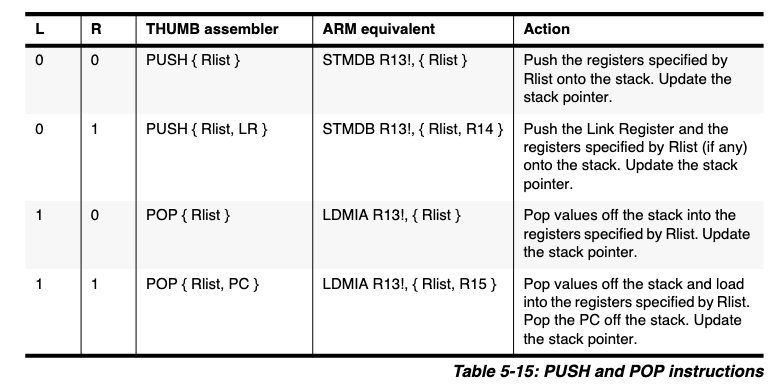 L R THUMB assembler ARM equivalent Action
0 0 PUSH { Rlist } STMDB R13!, { Rlist } Push the registers specified by
Rlist onto the stack. Update the
stack pointer.
0 1 PUSH { Rlist, LR } STMDB R13!, { Rlist, R14 } Push the Link Register and the
registers specified by Rlist (if any)
onto the stack. Update the stack
pointer.
1 0 POP { Rlist } LDMIA R13!, { Rlist } Pop values off the stack into the
registers specified by Rlist. Update
the stack pointer.
1 1 POP { Rlist, PC } LDMIA R13!, { Rlist, R15 } Pop values off the stack and load
into the registers specified by Rlist.
Pop the PC off the stack. Update
the stack pointer.
Table 5-15: PUSH and POP instructions